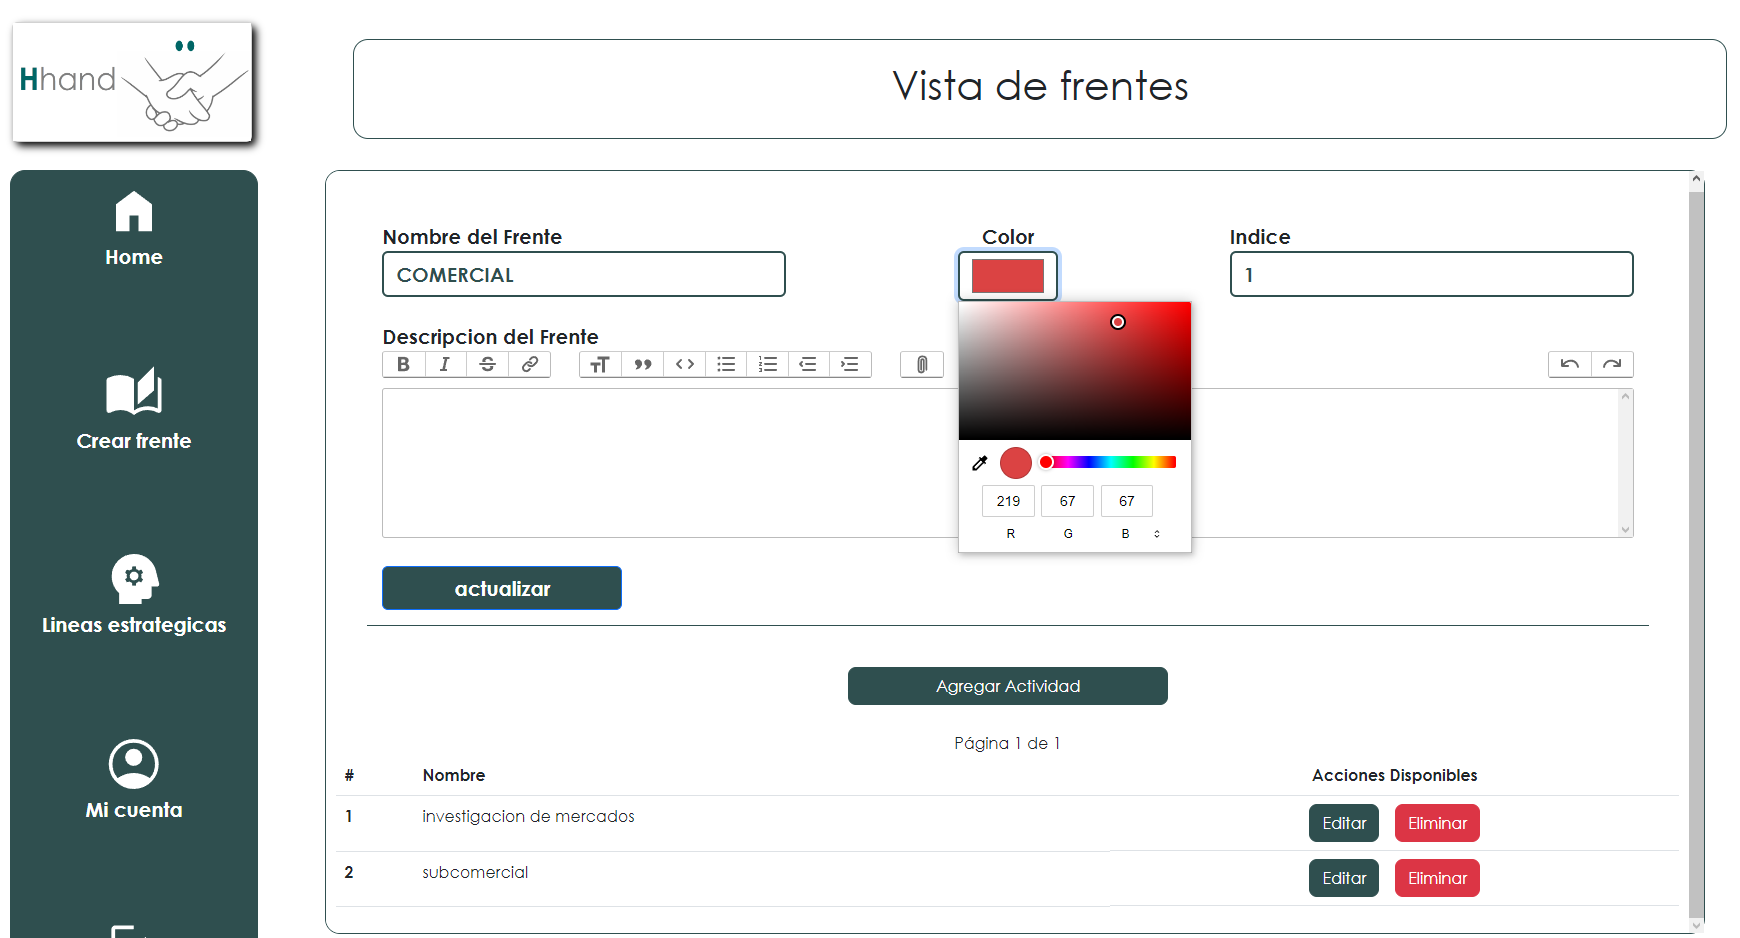 Hhand
Vista de frentes
Home
Crear frente
Lineas estrategicas
Mi cuenta
Nombre del Frente
Color
Indice
COMERCIAL
1
Descripcion del Frente
219
67
67
R
G
B
actualizar
Agregar Actividad
Página 1 de 1
# Nombre Acciones Disponibles
1 investigacion de mercados Editar Eliminar
2 subcomercial Editar Eliminar